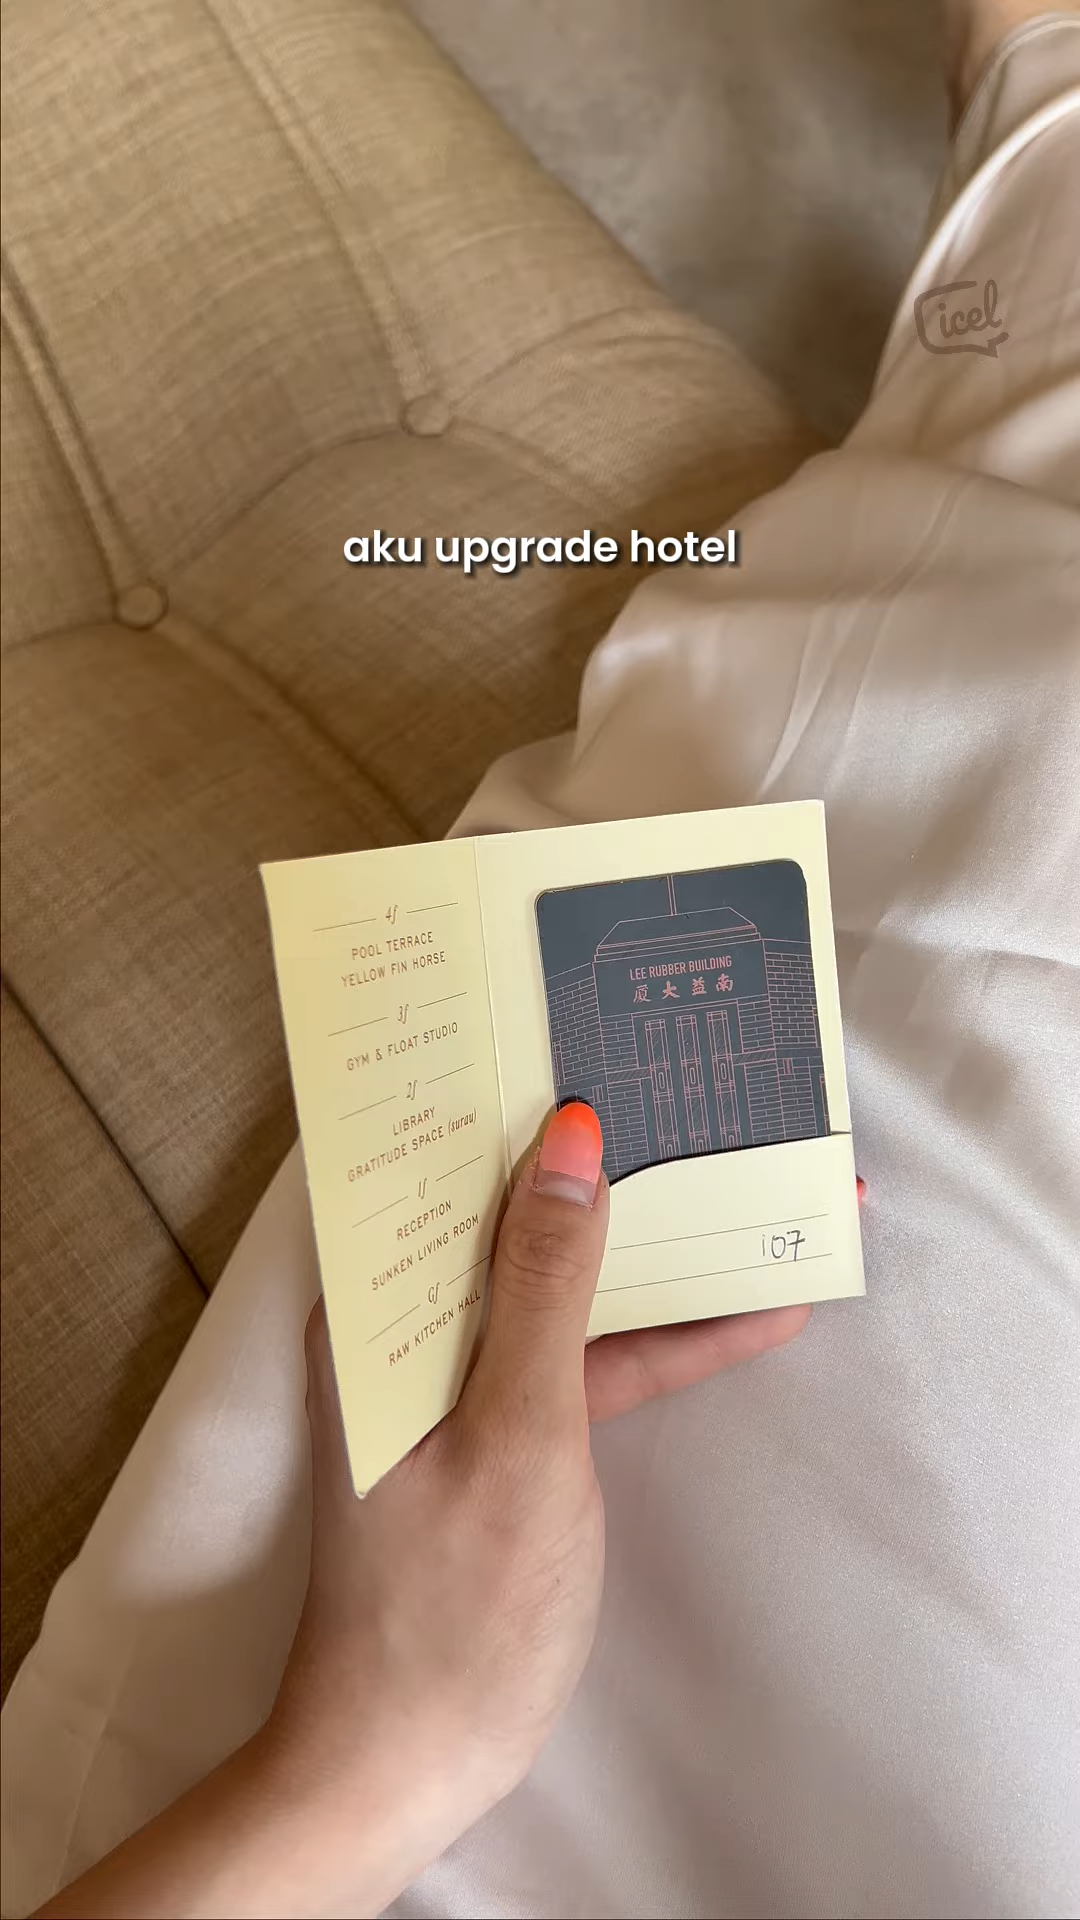 icel
aku upgrade hotel
4f
POOL TERRACE
YELLOW FIN HORSE
3f
GYM & FLOAT STUDIO
2f
LIBRARY
GRATITUDE SPACE (surau)
1f
RECEPTION
SUNKEN LIVING ROOM
Gf
RAW KITCHEN HALL
LEE RUBBER BUILDING
厦大益南
107